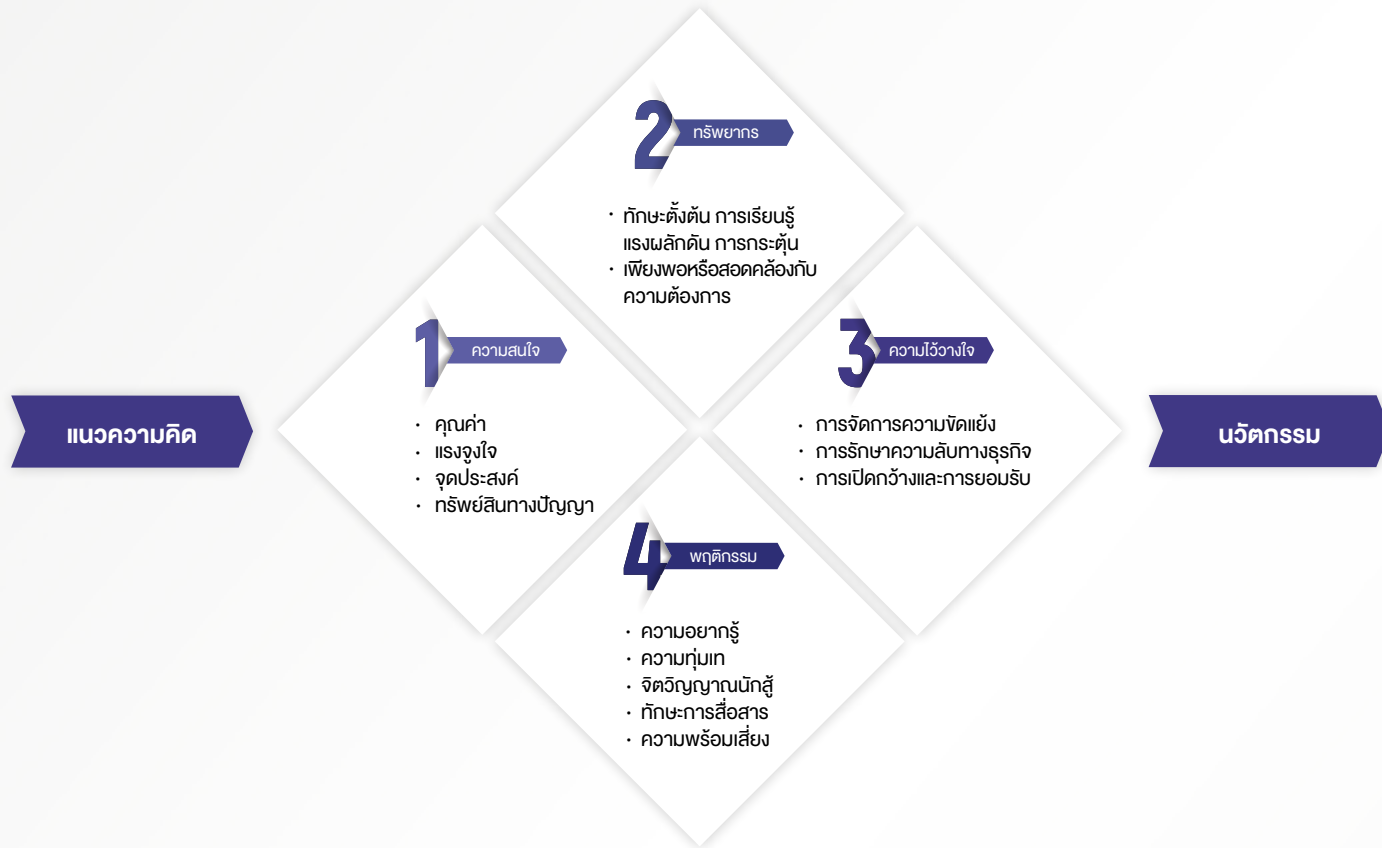 แนวความคิด
1 ความสนใจ
· คุณค่า
· แรงจูงใจ
· จุดประสงค์
· ทรัพย์สินทางปัญญา
2 ทรัพยากร
· ทักษะตั้งต้น การเรียนรู้
แรงผลักดัน การกระตุ้น
· เพียงพอหรือสอดคล้องกับ
ความต้องการ
3 ความไว้วางใจ
· การจัดการความขัดแย้ง
· การรักษาความลับทางธุรกิจ
· การเปิดกว้างและการยอมรับ
4 พฤติกรรม
· ความอยากรู้
· ความทุ่มเท
· จิตวิญญาณนักสู้
· ทักษะการสื่อสาร
· ความพร้อมเสี่ยง
นวัตกรรม